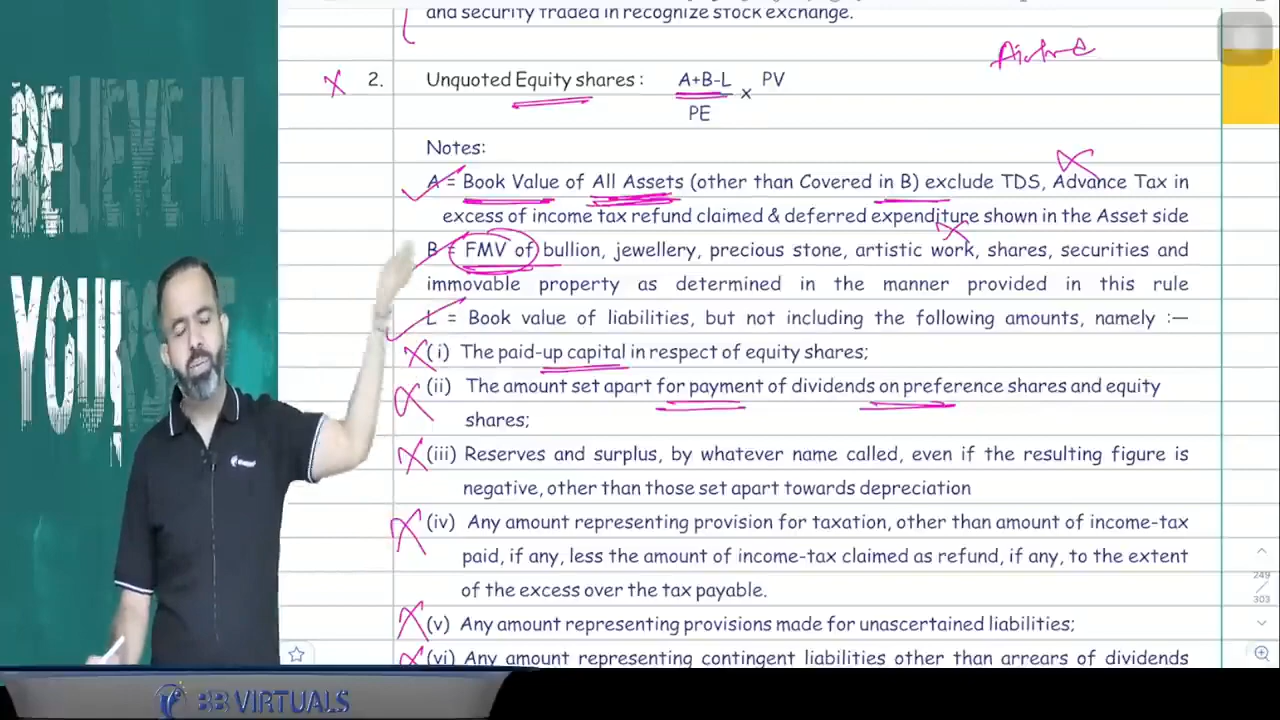 BELIEVE IN
YOURSELF
and security traded in recognize stock exchange.
2. Unquoted Equity shares : A+B-L x PV
PE
Notes:
A = Book Value of All Assets (other than Covered in B) exclude TDS, Advance Tax in
excess of income tax refund claimed & deferred expenditure shown in the Asset side
B = FMV of bullion, jewellery, precious stone, artistic work, shares, securities and
immovable property as determined in the manner provided in this rule
L = Book value of liabilities, but not including the following amounts, namely :—
(i) The paid-up capital in respect of equity shares;
(ii) The amount set apart for payment of dividends on preference shares and equity
shares;
(iii) Reserves and surplus, by whatever name called, even if the resulting figure is
negative, other than those set apart towards depreciation
(iv) Any amount representing provision for taxation, other than amount of income-tax
paid, if any, less the amount of income-tax claimed as refund, if any, to the extent
of the excess over the tax payable.
(v) Any amount representing provisions made for unascertained liabilities;
(vi) Any amount representing contingent liabilities other than arrears of dividends
249
303
BB VIRTUALS